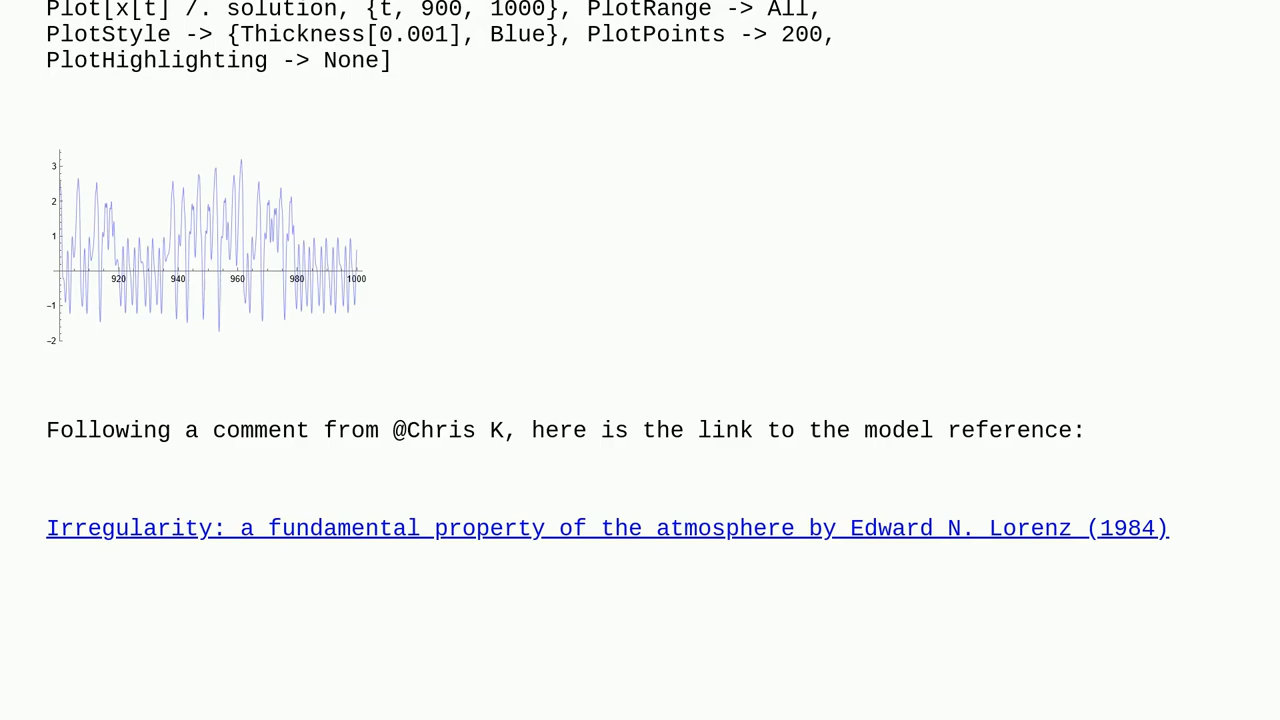 Plot[x[t] /. solution, {t, 900, 1000}, PlotRange -> All,
PlotStyle -> {Thickness[0.001], Blue}, PlotPoints -> 200,
PlotHighlighting -> None]
3
2
1
920 940 960 980 1000
-1
-2
Following a comment from @Chris K, here is the link to the model reference:
Irregularity: a fundamental property of the atmosphere by Edward N. Lorenz (1984)